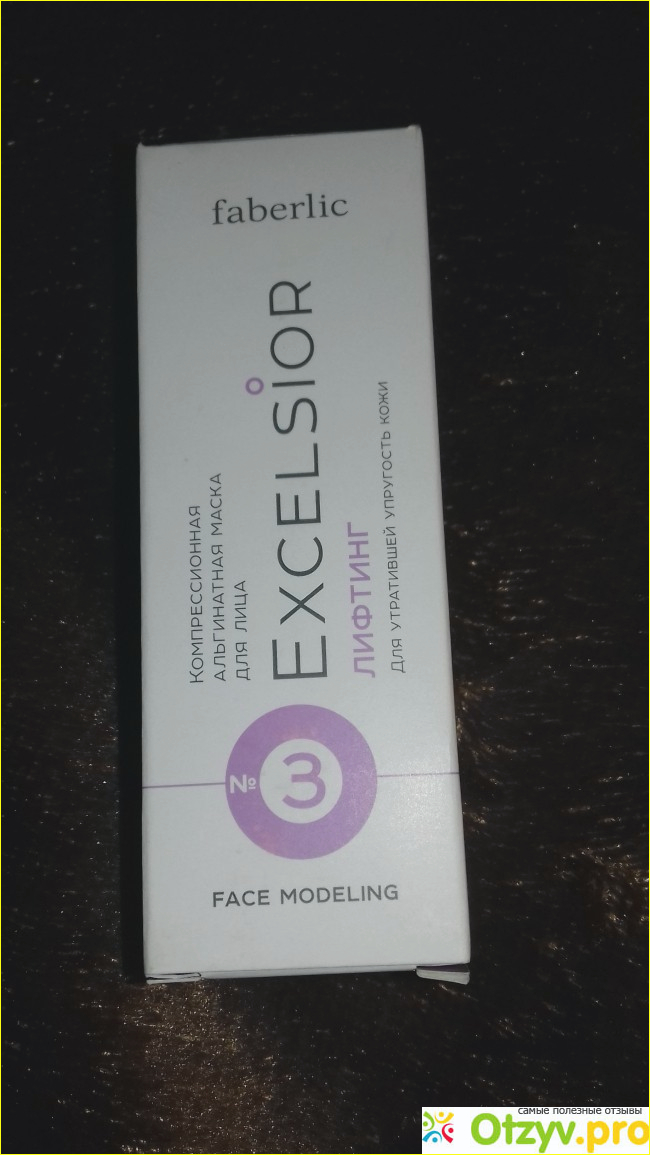 faberlic
Компрессионная
альгинатная маска
для лица
EXCELSIOR
ЛИФТИНГ
Для утратившей упругость кожи
№ 3
FACE MODELING
самые полезные отзывы
Otzyv.pro